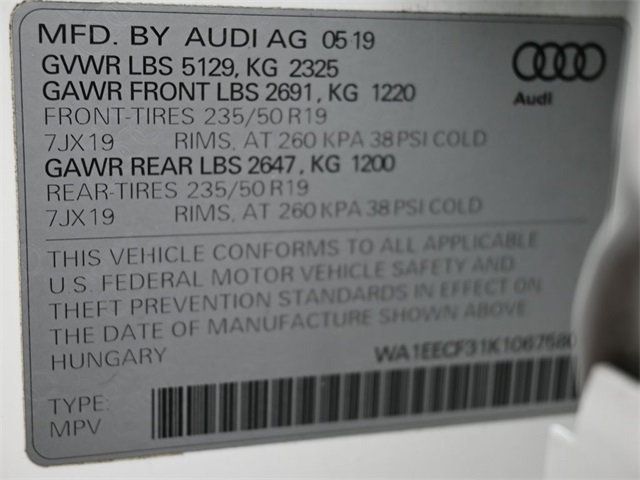 MFD. BY AUDI AG 05 19
GVWR LBS 5129, KG 2325
GAWR FRONT LBS 2691, KG 1220
FRONT-TIRES 235/50 R19
7JX19 RIMS, AT 260 KPA 38 PSI COLD
GAWR REAR LBS 2647, KG 1200
REAR-TIRES 235/50 R19
7JX19 RIMS, AT 260 KPA 38 PSI COLD
THIS VEHICLE CONFORMS TO ALL APPLICABLE
U.S. FEDERAL MOTOR VEHICLE SAFETY AND
THEFT PREVENTION STANDARDS IN EFFECT ON
THE DATE OF MANUFACTURE SHOWN ABOVE
HUNGARY
TYPE:
MPV
Audi